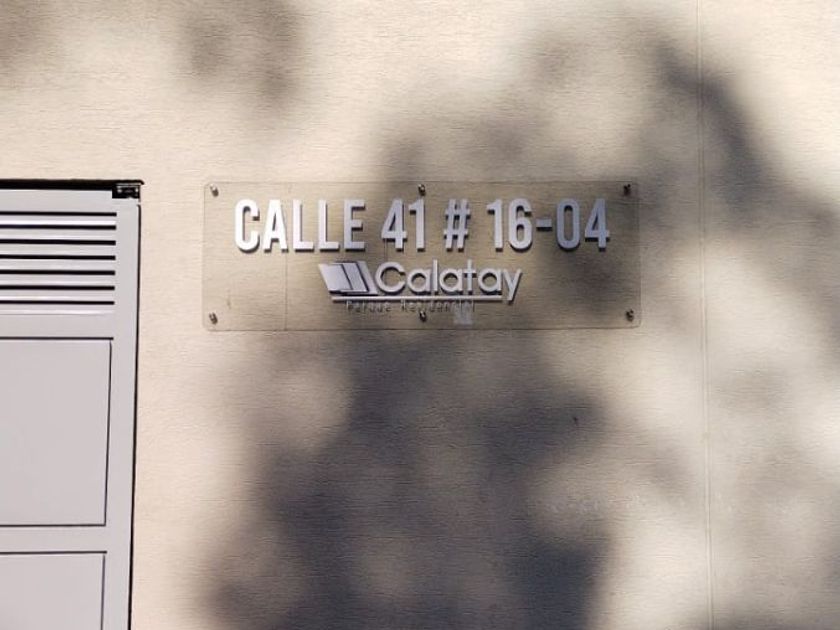 CALLE 41 # 16-04
Calatay
Parque Residencial